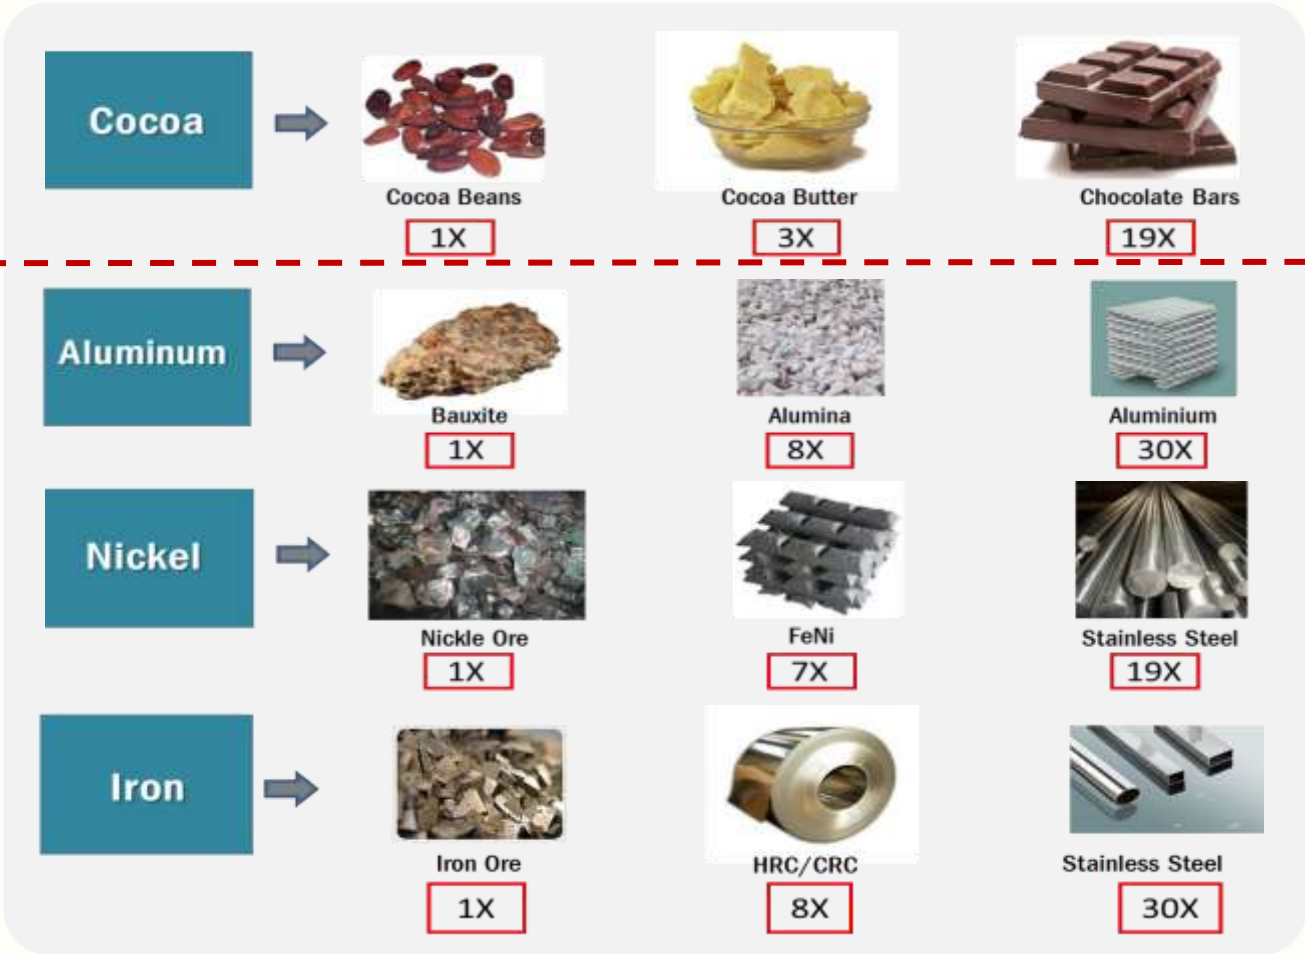 Cocoa
Cocoa Beans
Cocoa Butter
Chocolate Bars
1X
3X
19X
Aluminum
Bauxite
Alumina
Aluminium
1X
8X
30X
Nickel
Nickle Ore
FeNi
Stainless Steel
1X
7X
19X
Iron
Iron Ore
HRC/CRC
Stainless Steel
1X
8X
30X